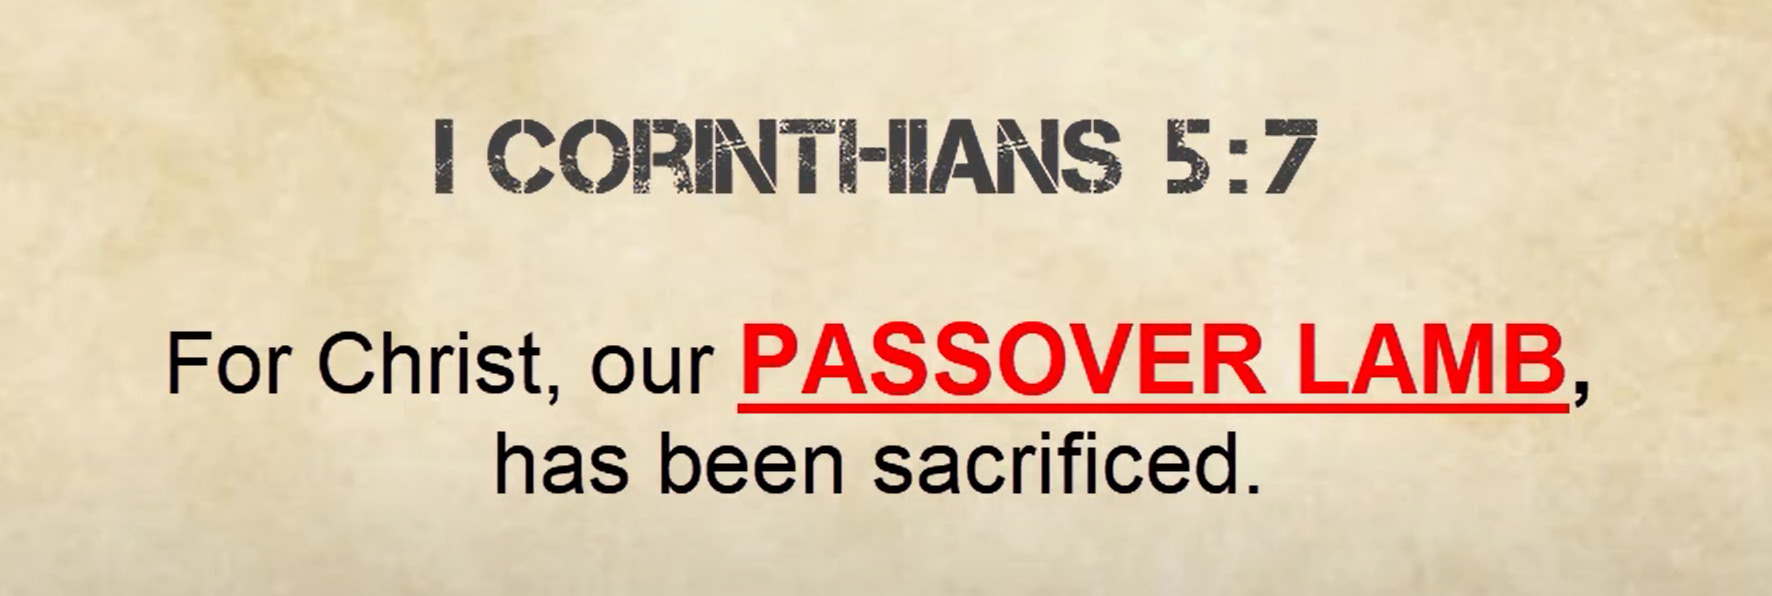 I CORINTHIANS 5:7
For Christ, our PASSOVER LAMB,
has been sacrificed.